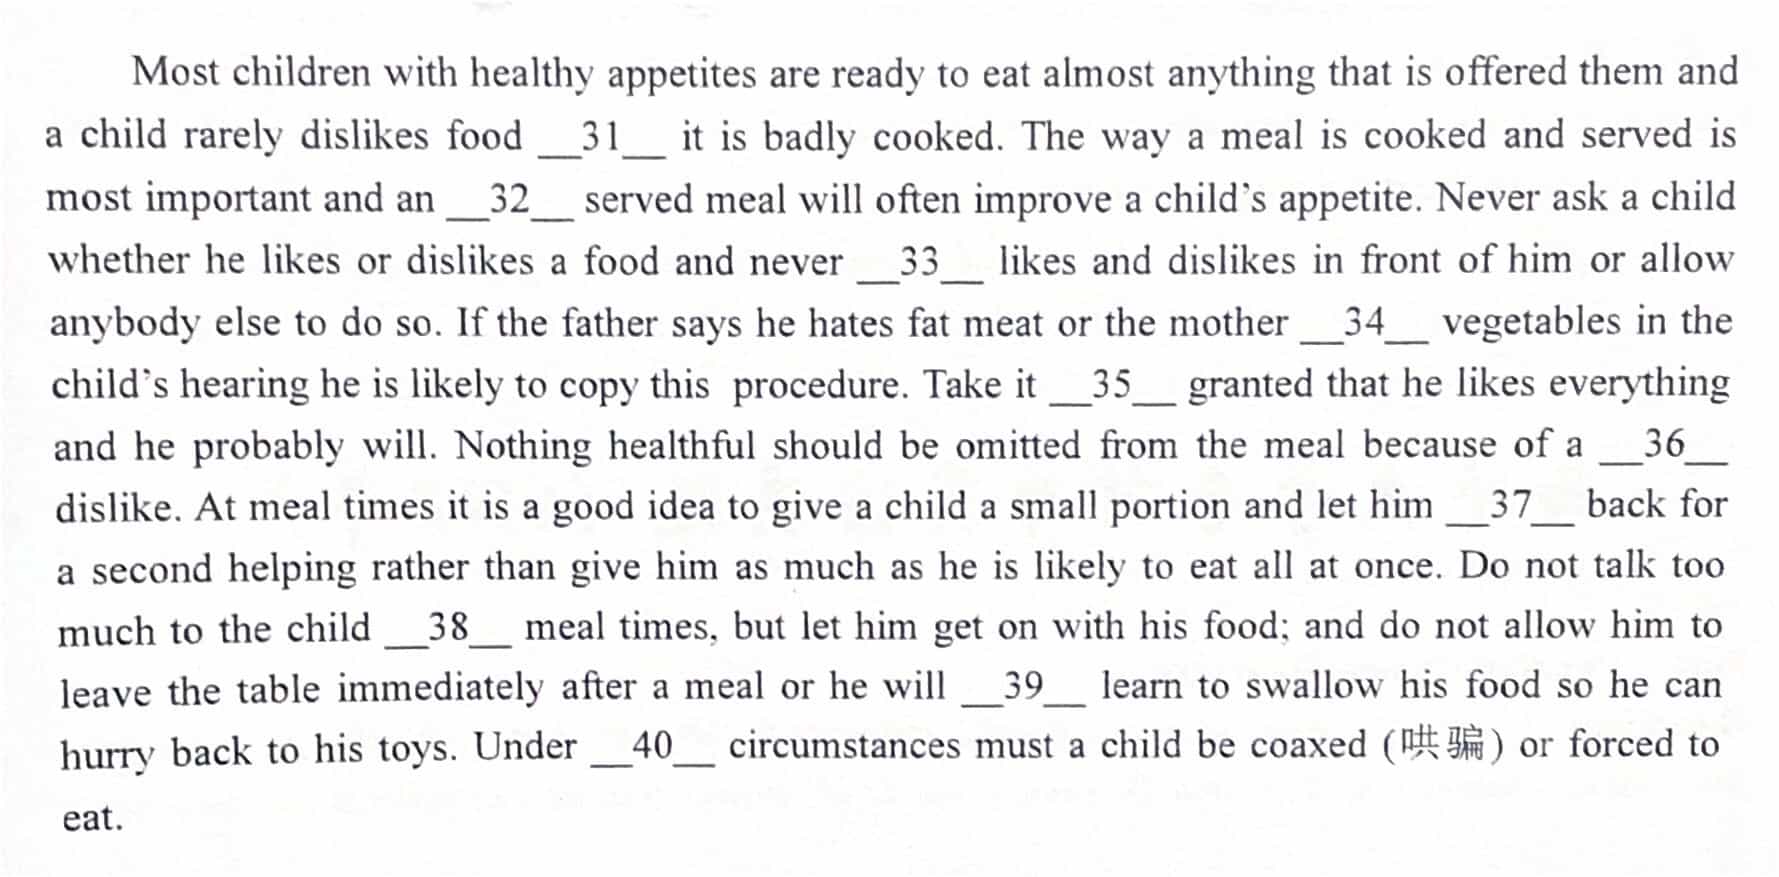 Most children with healthy appetites are ready to eat almost anything that is offered them and
a child rarely dislikes food __31__ it is badly cooked. The way a meal is cooked and served is
most important and an __32__ served meal will often improve a child's appetite. Never ask a child
whether he likes or dislikes a food and never __33__ likes and dislikes in front of him or allow
anybody else to do so. If the father says he hates fat meat or the mother __34__ vegetables in the
child's hearing he is likely to copy this procedure. Take it __35__ granted that he likes everything
and he probably will. Nothing healthful should be omitted from the meal because of a __36__
dislike. At meal times it is a good idea to give a child a small portion and let him __37__ back for
a second helping rather than give him as much as he is likely to eat all at once. Do not talk too
much to the child __38__ meal times, but let him get on with his food; and do not allow him to
leave the table immediately after a meal or he will __39__ learn to swallow his food so he can
hurry back to his toys. Under __40__ circumstances must a child be coaxed (哄骗) or forced to
eat.